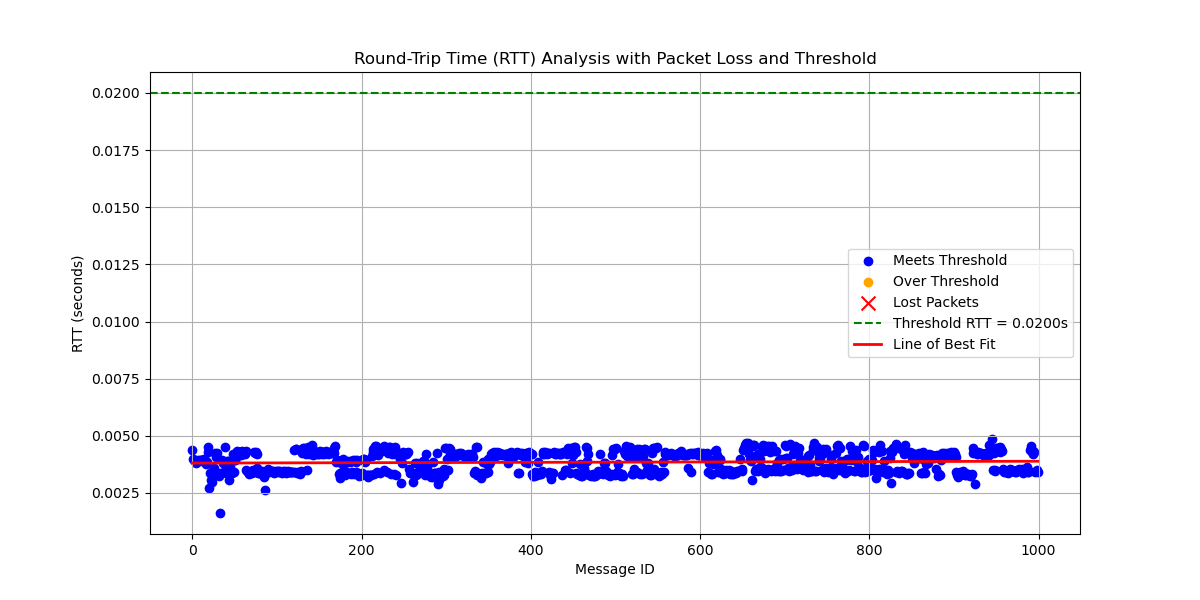 Round-Trip Time (RTT) Analysis with Packet Loss and Threshold
RTT (seconds)
0.0200
0.0175
0.0150
0.0125
0.0100
0.0075
0.0050
0.0025
Meets Threshold
Over Threshold
Lost Packets
Threshold RTT = 0.0200s
Line of Best Fit
0 200 400 600 800 1000
Message ID